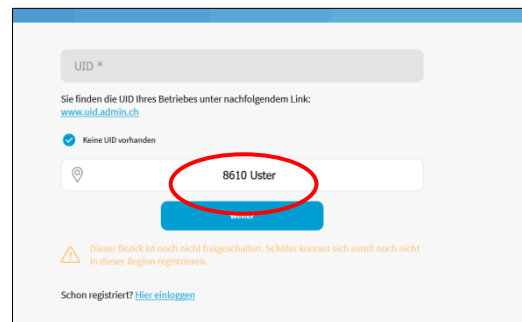 UID *
Sie finden die UID Ihres Betriebes unter nachfolgendem Link:
www.uid.admin.ch
Keine UID vorhanden
8610 Uster
Weiter
Dieser Bezirk ist noch nicht freigeschalten. Schüler konnen sich somit noch nicht
in dieser Region registrieren.
Schon registriert? Hier einloggen